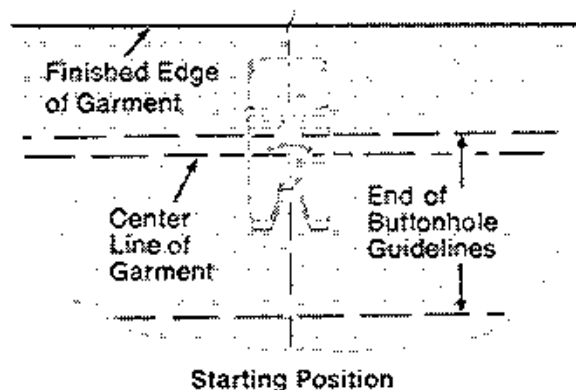 Finished Edge
of Garment
Center
Line of
Garment
End of
Buttonhole
Guidelines
Starting Position